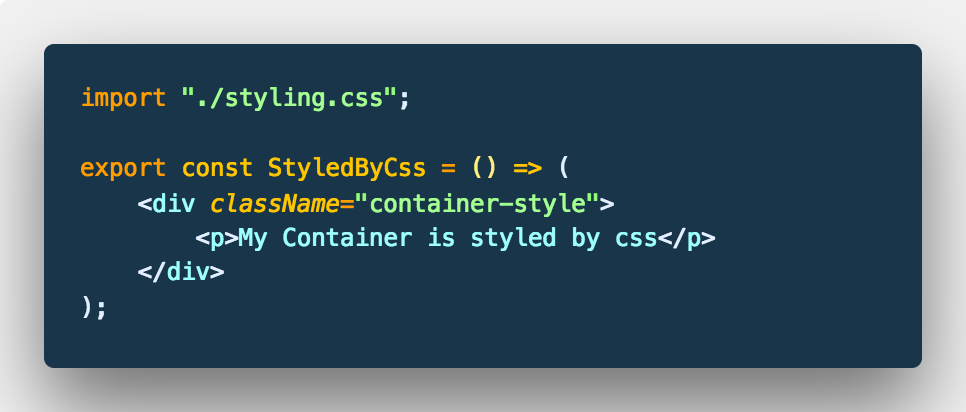 import "./styling.css";
export const StyledByCss = () => (
<div className="container-style">
<p>My Container is styled by css</p>
</div>
);